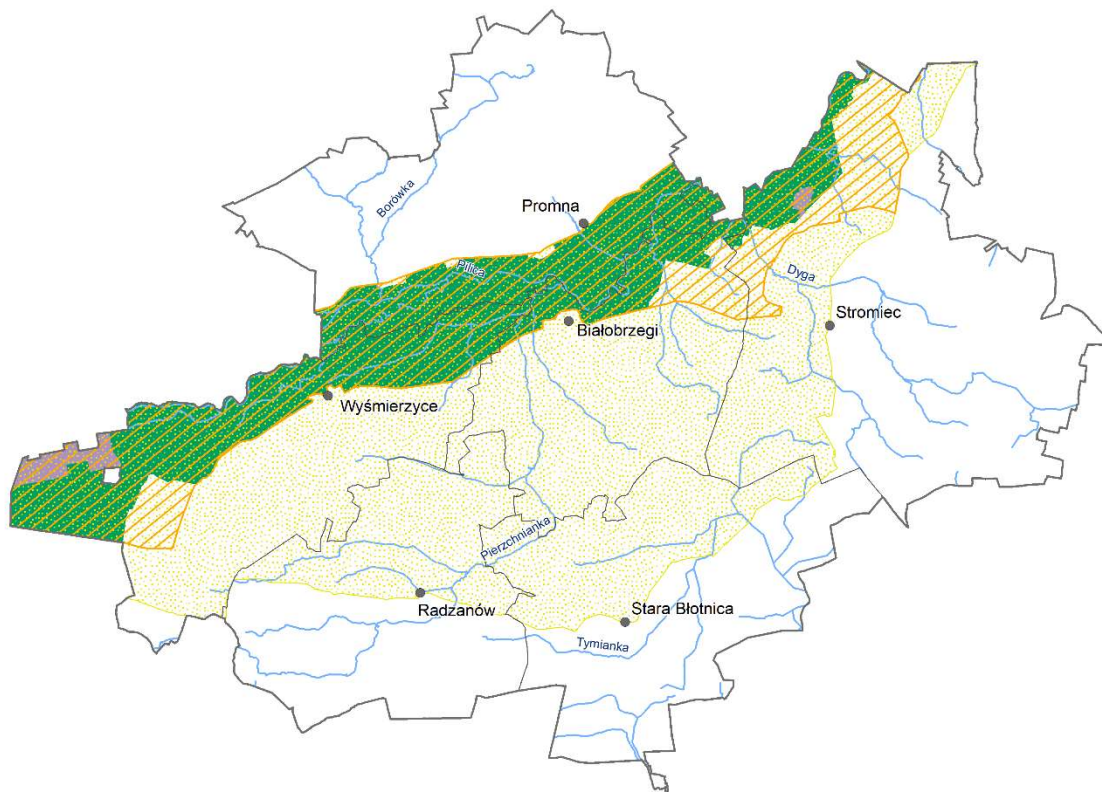 Borówka
Promna
Pilica
Dyga
Stromiec
Białobrzegi
Wyśmierzyce
Pierzchnianka
Radzanów
Stara Błotnica
Tymianka